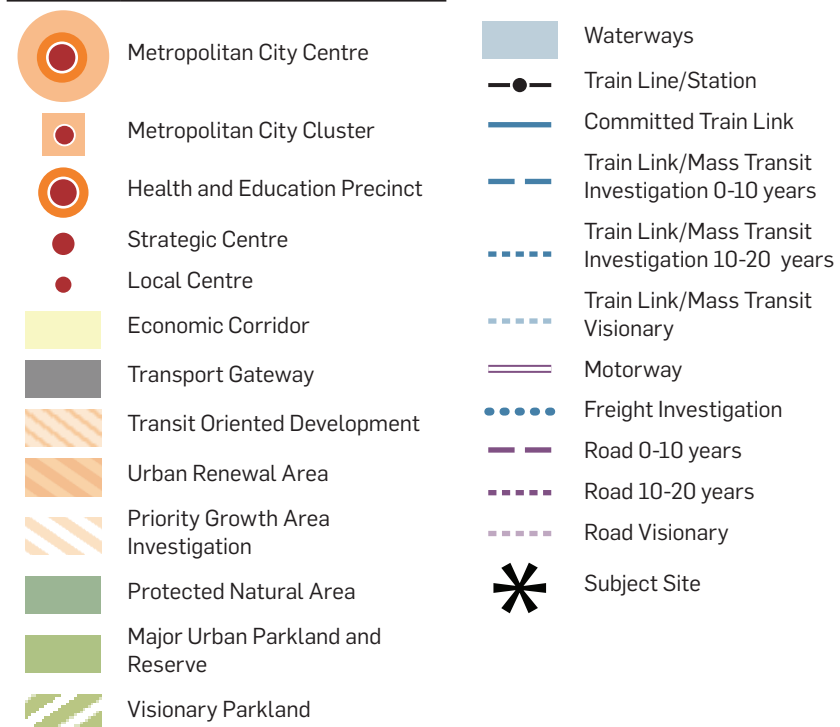 Metropolitan City Centre
Metropolitan City Cluster
Health and Education Precinct
Strategic Centre
Local Centre
Economic Corridor
Transport Gateway
Transit Oriented Development
Urban Renewal Area
Priority Growth Area
Investigation
Protected Natural Area
Major Urban Parkland and
Reserve
Visionary Parkland
Waterways
Train Line/Station
Committed Train Link
Train Link/Mass Transit
Investigation 0-10 years
Train Link/Mass Transit
Investigation 10-20 years
Train Link/Mass Transit
Visionary
Motorway
Freight Investigation
Road 0-10 years
Road 10-20 years
Road Visionary
Subject Site